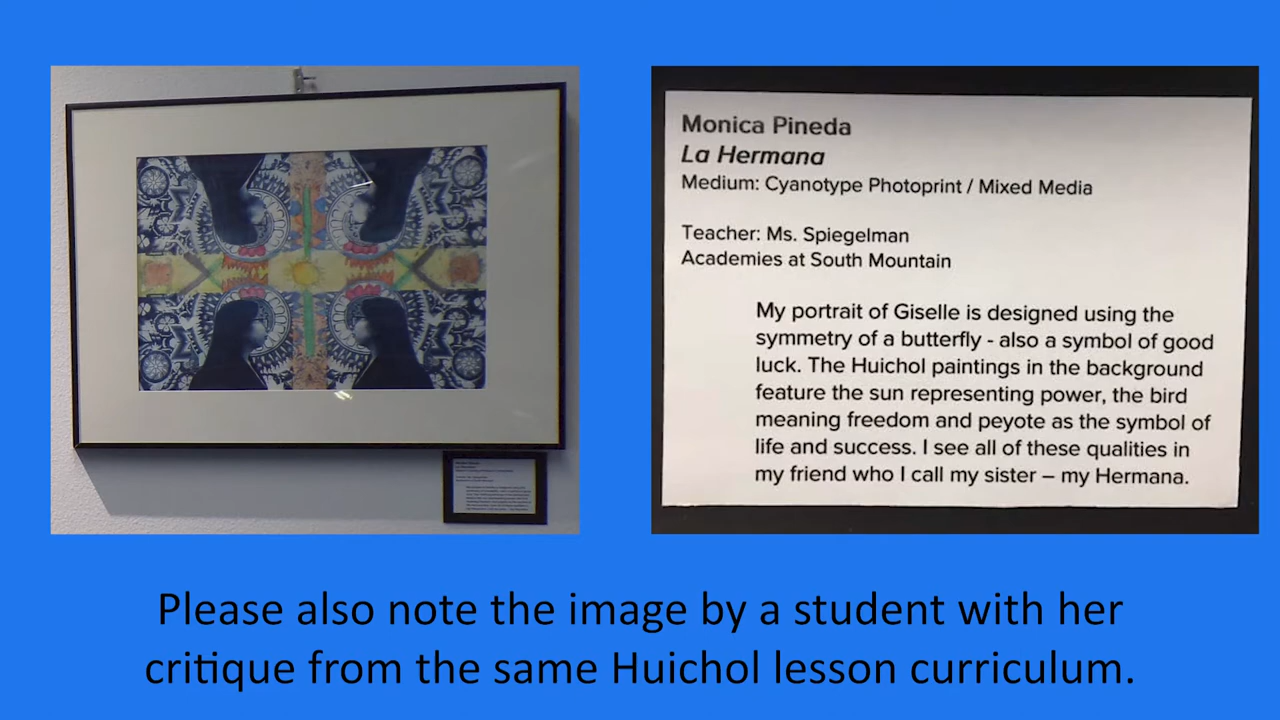 Monica Pineda
La Hermana
Medium: Cyanotype Photoprint / Mixed Media
Teacher: Ms. Spiegelman
Academies at South Mountain
My portrait of Giselle is designed using the
symmetry of a butterfly - also a symbol of good
luck. The Huichol paintings in the background
feature the sun representing power, the bird
meaning freedom and peyote as the symbol of
life and success. I see all of these qualities in
my friend who I call my sister – my Hermana.
Please also note the image by a student with her
critique from the same Huichol lesson curriculum.